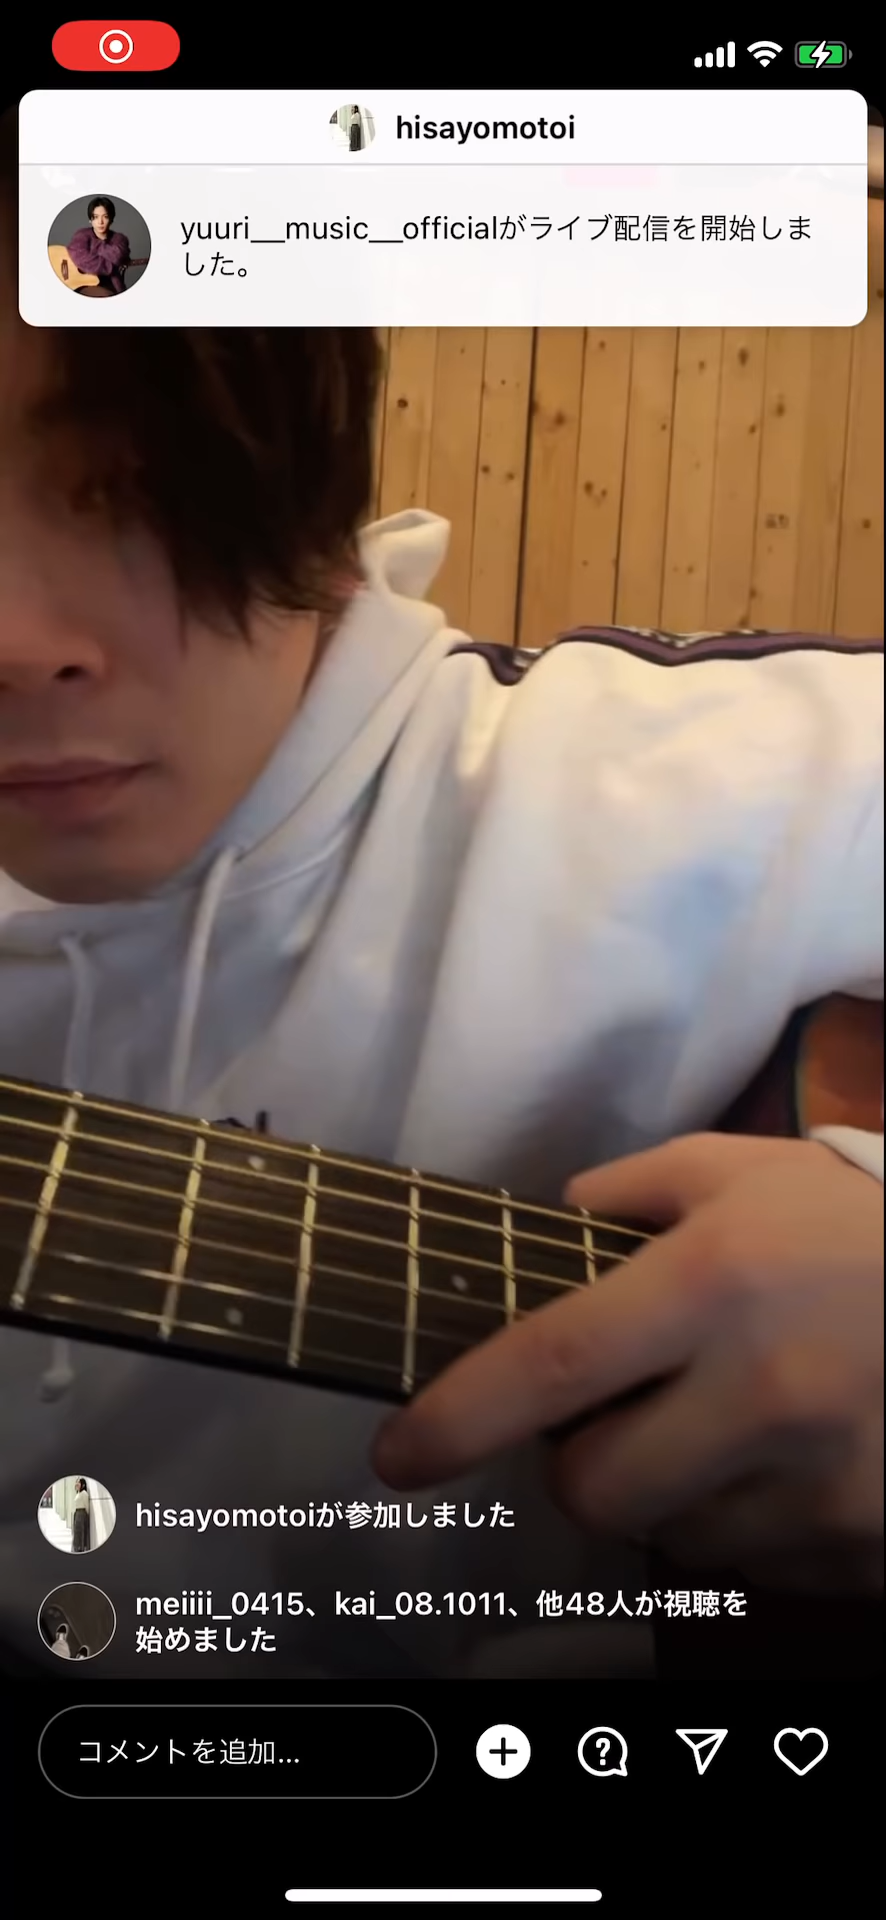 hisayomotoi
yuuri__music__officialがライブ配信を開始しま
した。
hisayomotoiが参加しました
meiiii_0415、kai_08.1011、他48人が視聴を
始めました
コメントを追加...